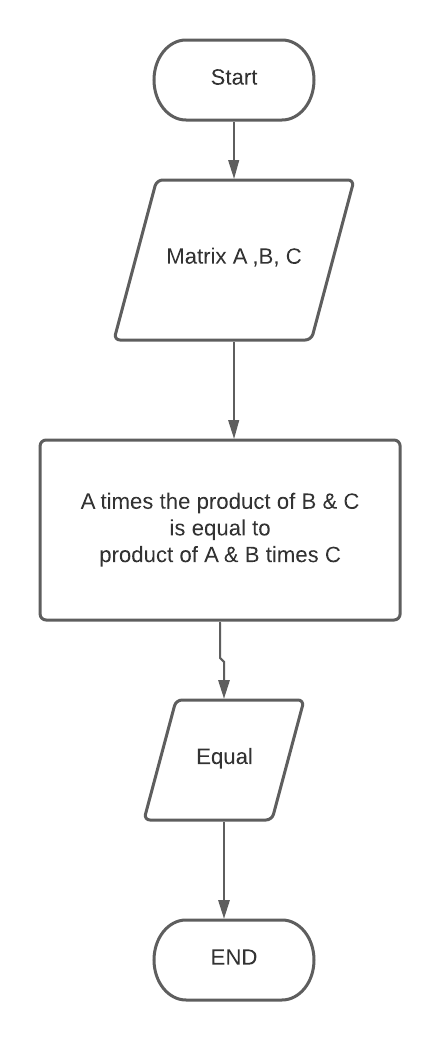 Start
Matrix A ,B, C
A times the product of B & C
is equal to
product of A & B times C
Equal
END